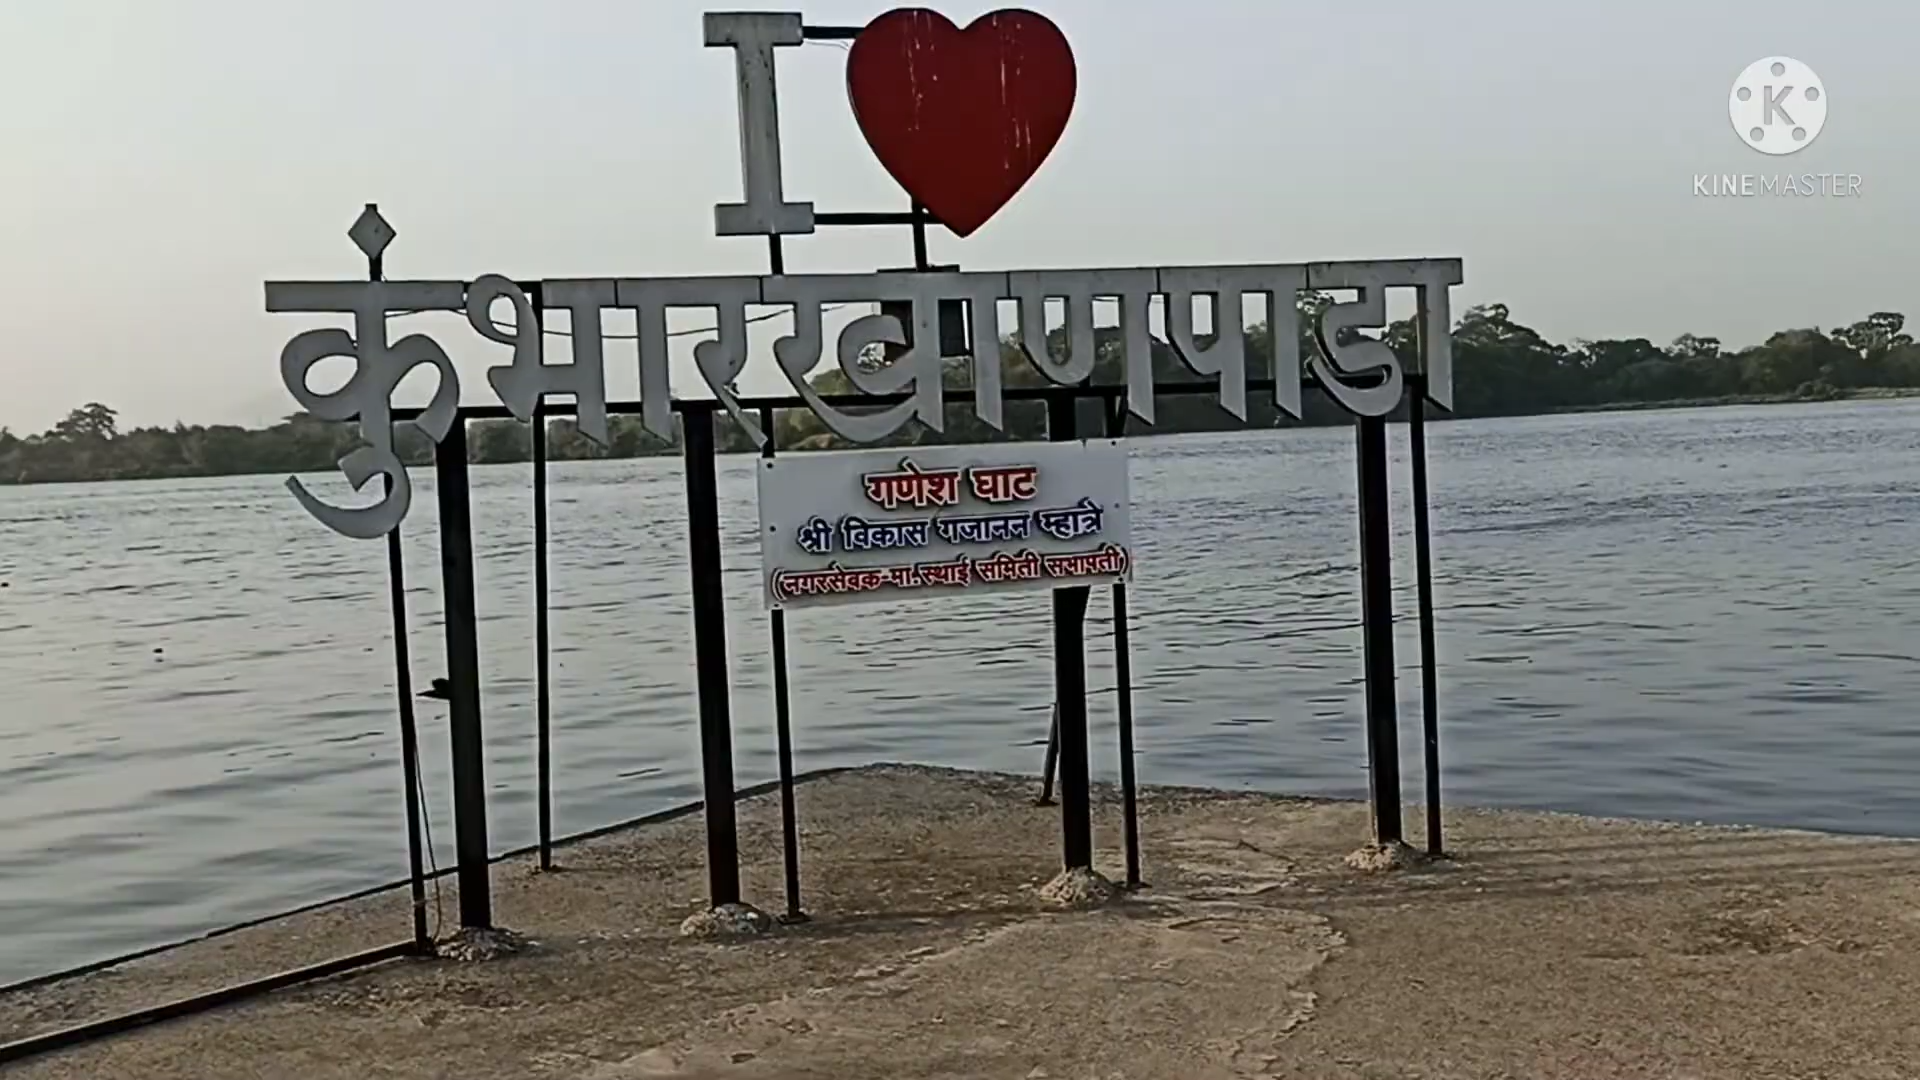 I ❤
KINEMASTER
कुंभारखाणपाडा
गणेश घाट
श्री विकास गजानन म्हात्रे
(नगरसेवक-मा.स्थाई समिती सभापती)